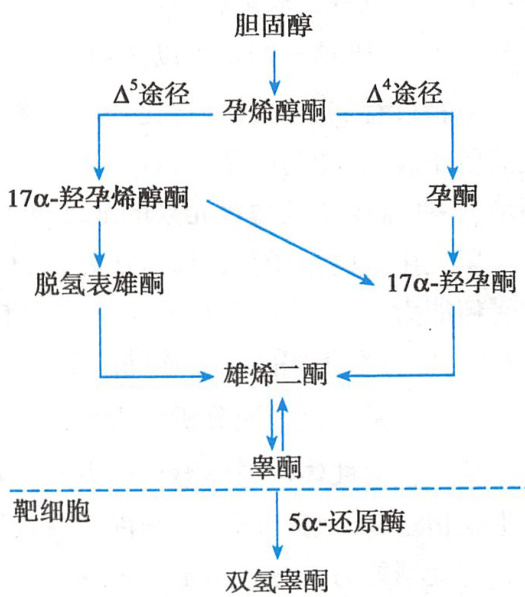 胆固醇
Δ⁵途径
Δ⁴途径
孕烯醇酮
17α-羟孕烯醇酮
孕酮
脱氢表雄酮
17α-羟孕酮
雄烯二酮
睾酮
靶细胞
5α-还原酶
双氢睾酮